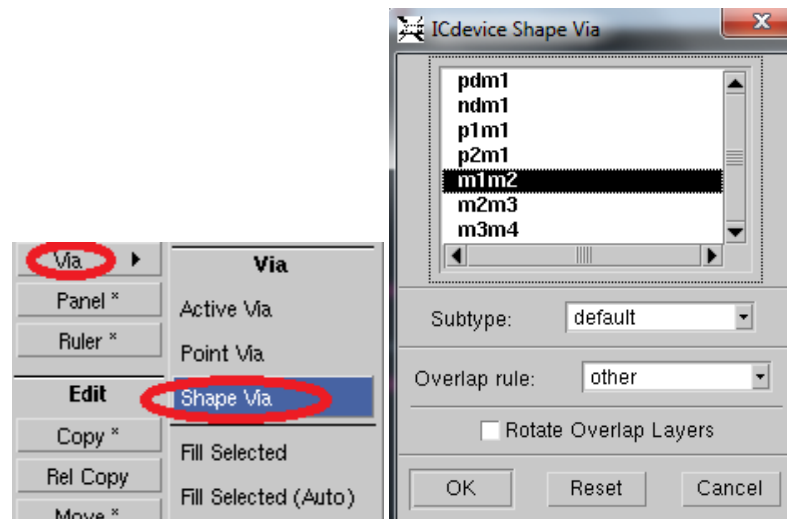 Via
Panel *
Ruler *
Edit
Copy *
Rel Copy
Move *
Via
Active Via
Point Via
Shape Via
Fill Selected
Fill Selected (Auto)
ICdevice Shape Via
pdm1
ndm1
p1m1
p2m1
m1m2
m2m3
m3m4
Subtype: default
Overlap rule: other
Rotate Overlap Layers
OK Reset Cancel